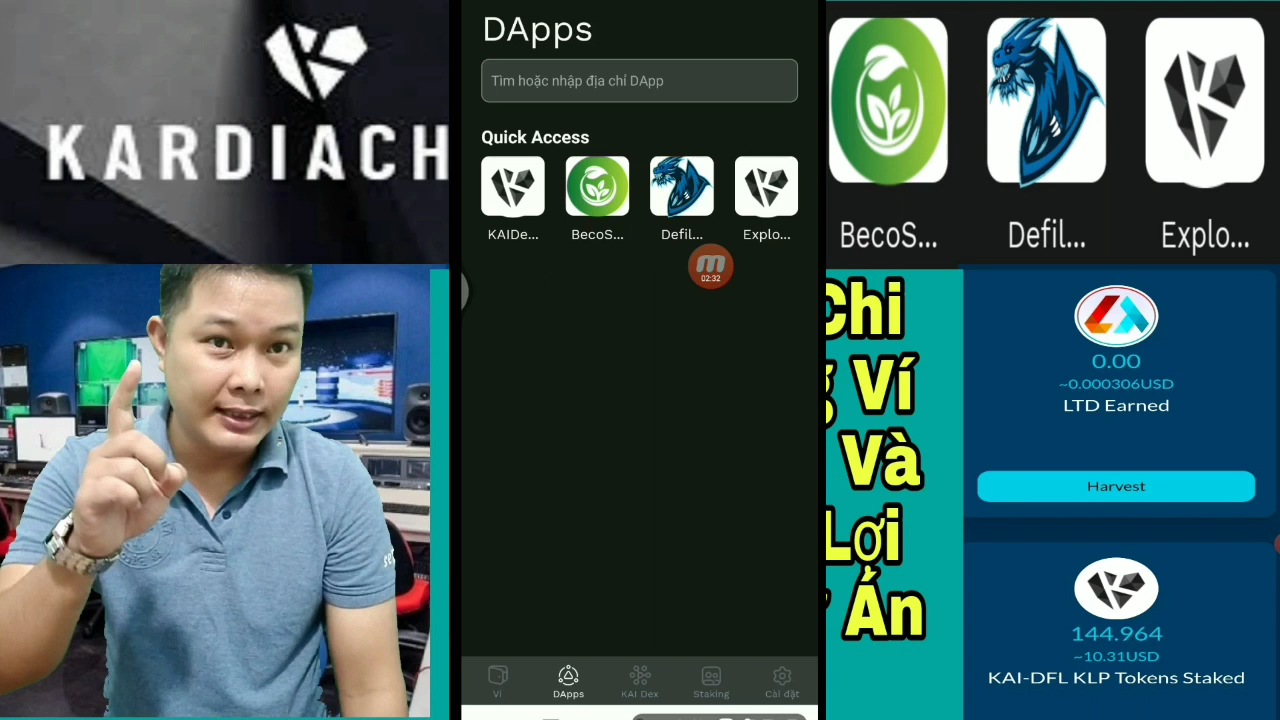 KARDIACH
DApps
Tìm hoặc nhập địa chỉ DApp
Quick Access
KAIDe...
BecoS...
Defil...
Explo...
02:32
Ví
DApps
KAI Dex
Staking
Cài đặt
BecoS...
Defil...
Explo...
Chi
Ví
Và
Lợi
Án
0.00
~0.000306USD
LTD Earned
Harvest
144.964
~10.31USD
KAI-DFL KLP Tokens Staked